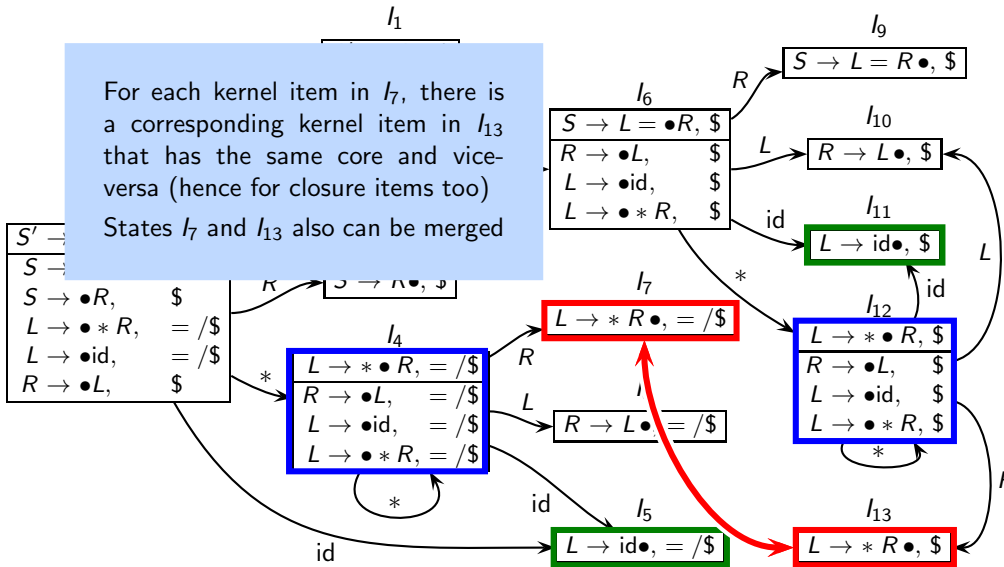 I1
For each kernel item in I7, there is
a corresponding kernel item in I13
that has the same core and vice-
versa (hence for closure items too)
States I7 and I13 also can be merged
S′ →
S →
S → •R, $
L → • ∗ R, = /$
L → •id, = /$
R → •L, $
R
S → R•, $
∗
id
I4
L → ∗ • R, = /$
R → •L, = /$
L → •id, = /$
L → • ∗ R, = /$
∗
R
L
id
I6
S → L = •R, $
R → •L, $
L → •id, $
L → • ∗ R, $
R
L
id
∗
I9
S → L = R •, $
I10
R → L •, $
I11
L → id•, $
I7
L → ∗ R •, = /$
R → L •, = /$
I5
L → id•, = /$
I12
L → ∗ • R, $
R → •L, $
L → •id, $
L → • ∗ R, $
∗
id
L
I13
L → ∗ R •, $